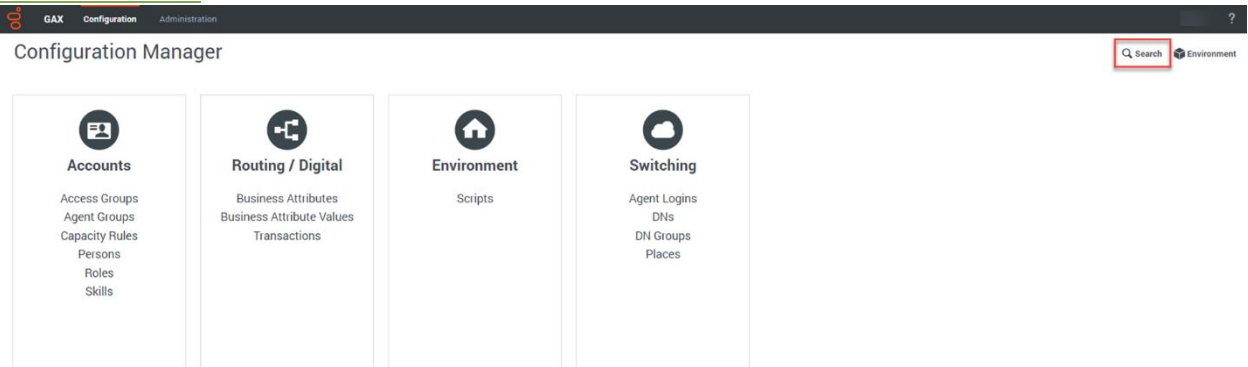 GAX Configuration Administration ?
Configuration Manager
Search Environment
Accounts
Access Groups
Agent Groups
Capacity Rules
Persons
Roles
Skills
Routing / Digital
Business Attributes
Business Attribute Values
Transactions
Environment
Scripts
Switching
Agent Logins
DNs
DN Groups
Places